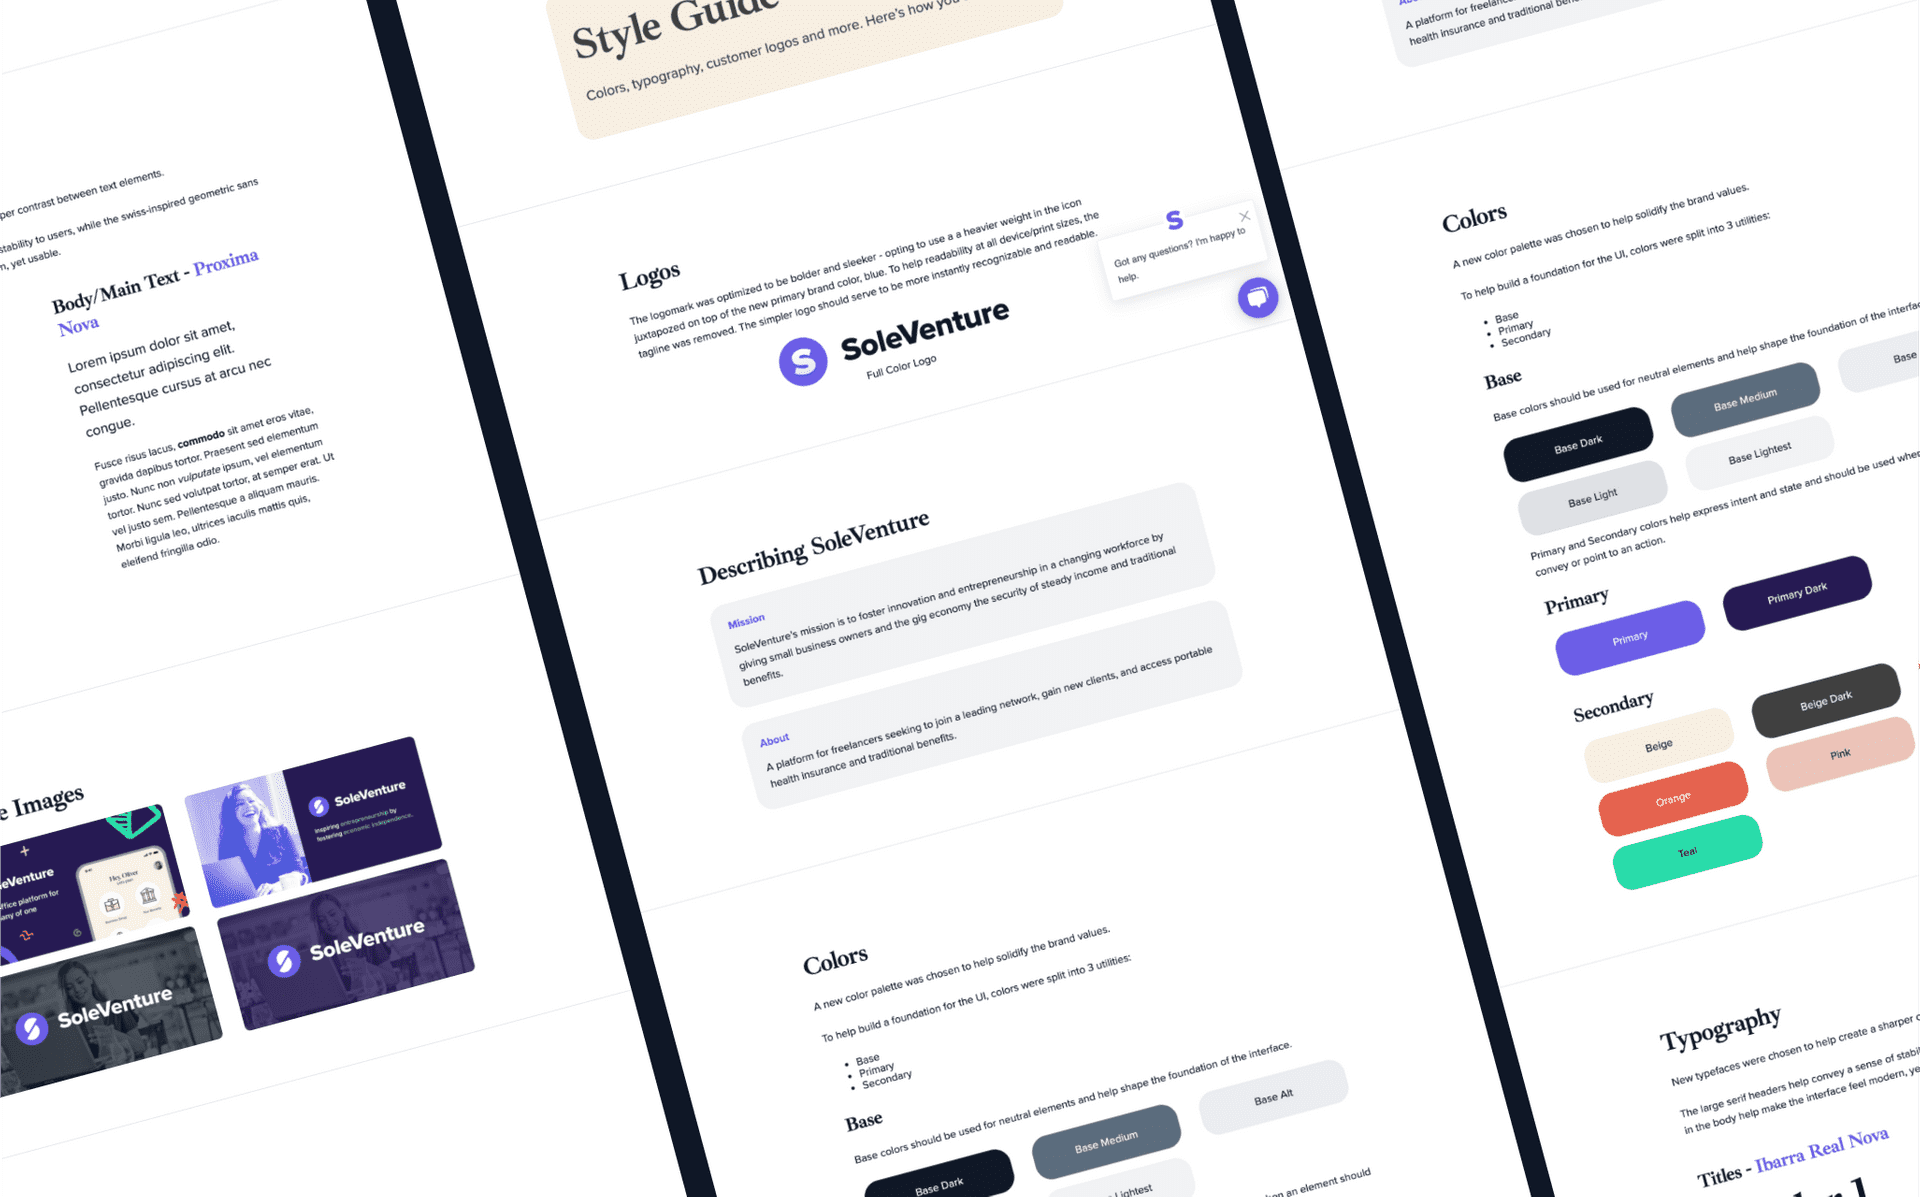 per contrast between text elements.
stability to users, while the swiss-inspired geometric sans
n, yet usable.
Body/Main Text - Proxima
Nova
Lorem ipsum dolor sit amet,
consectetur adipiscing elit.
Pellentesque cursus at arcu nec
congue.
Fusce risus lacus, commodo sit amet eros vitae,
gravida dapibus tortor. Praesent sed elementum
justo. Nunc non vulputate ipsum, vel elementum
tortor. Nunc sed volutpat tortor, at semper erat. Ut
vel justo sem. Pellentesque a aliquam mauris.
Morbi ligula leo, ultrices iaculis mattis quis,
eleifend fringilla odio.
e Images
eVenture
ffice platform for
any of one
Hey, Oliver
SoleVenture
Inspiring entrepreneurship by
fostering economic independence.
SoleVenture
SoleVenture
Style Guide
Colors, typography, customer logos and more. Here's how you
Logos
The logomark was optimized to be bolder and sleeker - opting to use a a heavier weight in the icon
juxtapozed on top of the new primary brand color, blue. To help readability at all device/print sizes, the
tagline was removed. The simpler logo should serve to be more instantly recognizable and readable.
S SoleVenture
Full Color Logo
S
Got any questions? I'm happy to
help.
Describing SoleVenture
Mission
SoleVenture's mission is to foster innovation and entrepreneurship in a changing workforce by
giving small business owners and the gig economy the security of steady income and traditional
benefits.
About
A platform for freelancers seeking to join a leading network, gain new clients, and access portable
health insurance and traditional benefits.
Colors
A new color palette was chosen to help solidify the brand values.
To help build a foundation for the UI, colors were split into 3 utilities:
• Base
• Primary
• Secondary
Base
Base colors should be used for neutral elements and help shape the foundation of the interface.
Base Dark
Base Medium
Base Alt
Lightest
an element should
A platform for freelanc
health insurance and traditional ben
Colors
A new color palette was chosen to help solidify the brand values.
To help build a foundation for the UI, colors were split into 3 utilities:
• Base
• Primary
• Secondary
Base
Base colors should be used for neutral elements and help shape the foundation of the interfac
Base Dark
Base Medium
Base
Base Light
Base Lightest
Primary and Secondary colors help express intent and state and should be used whe
convey or point to an action.
Primary
Primary
Primary Dark
Secondary
Beige
Beige Dark
Orange
Pink
Teal
Typography
New typefaces were chosen to help create a sharper c
The large serif headers help convey a sense of stabil
in the body help make the interface feel modern, ye
Titles - Ibarra Real Nova